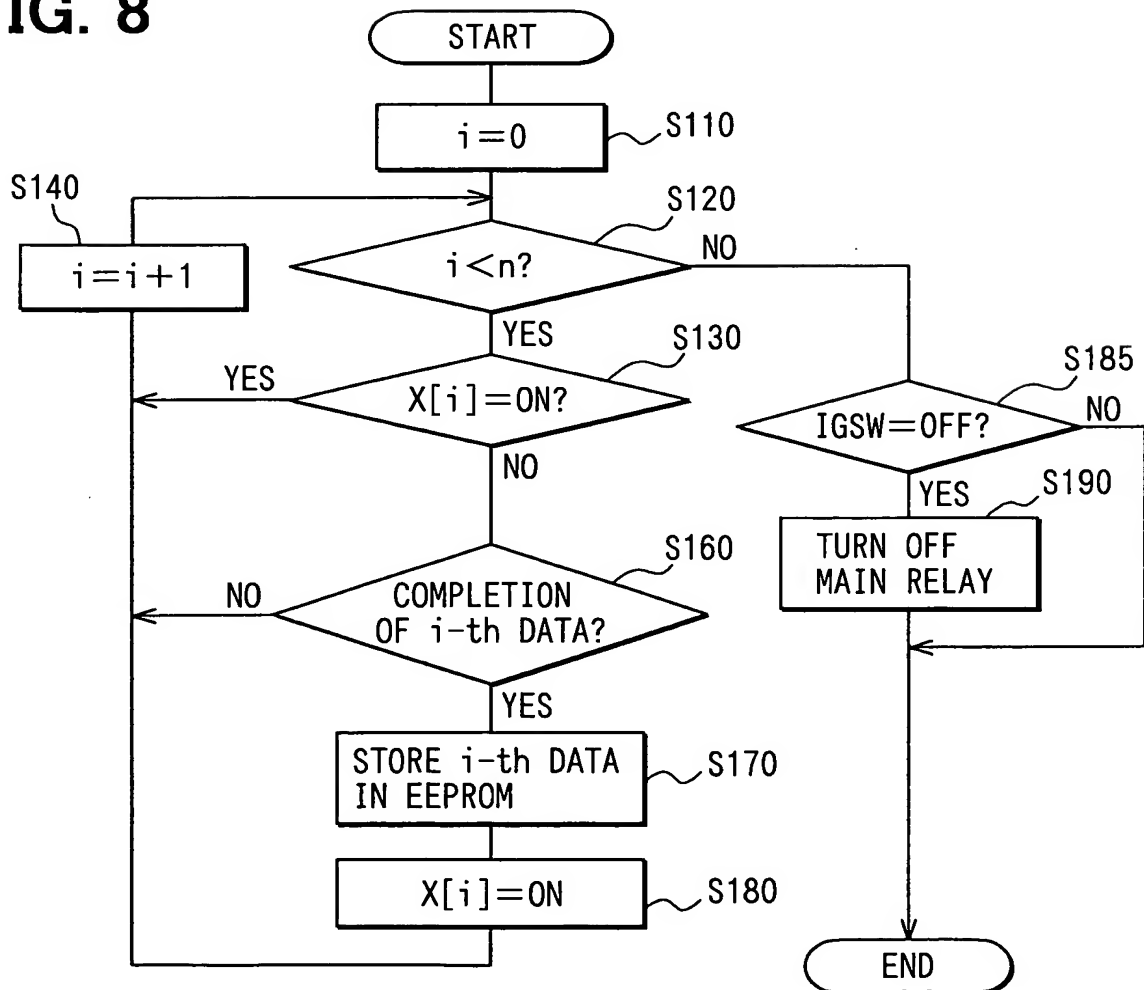 IG. 8
START
i=0
S110
S140
i=i+1
S120
i<n?
NO
YES
S130
X[i]=ON?
YES
NO
S185
IGSW=OFF?
NO
YES
S190
TURN OFF
MAIN RELAY
S160
COMPLETION
OF i-th DATA?
NO
YES
S170
STORE i-th DATA
IN EEPROM
S180
X[i]=ON
END